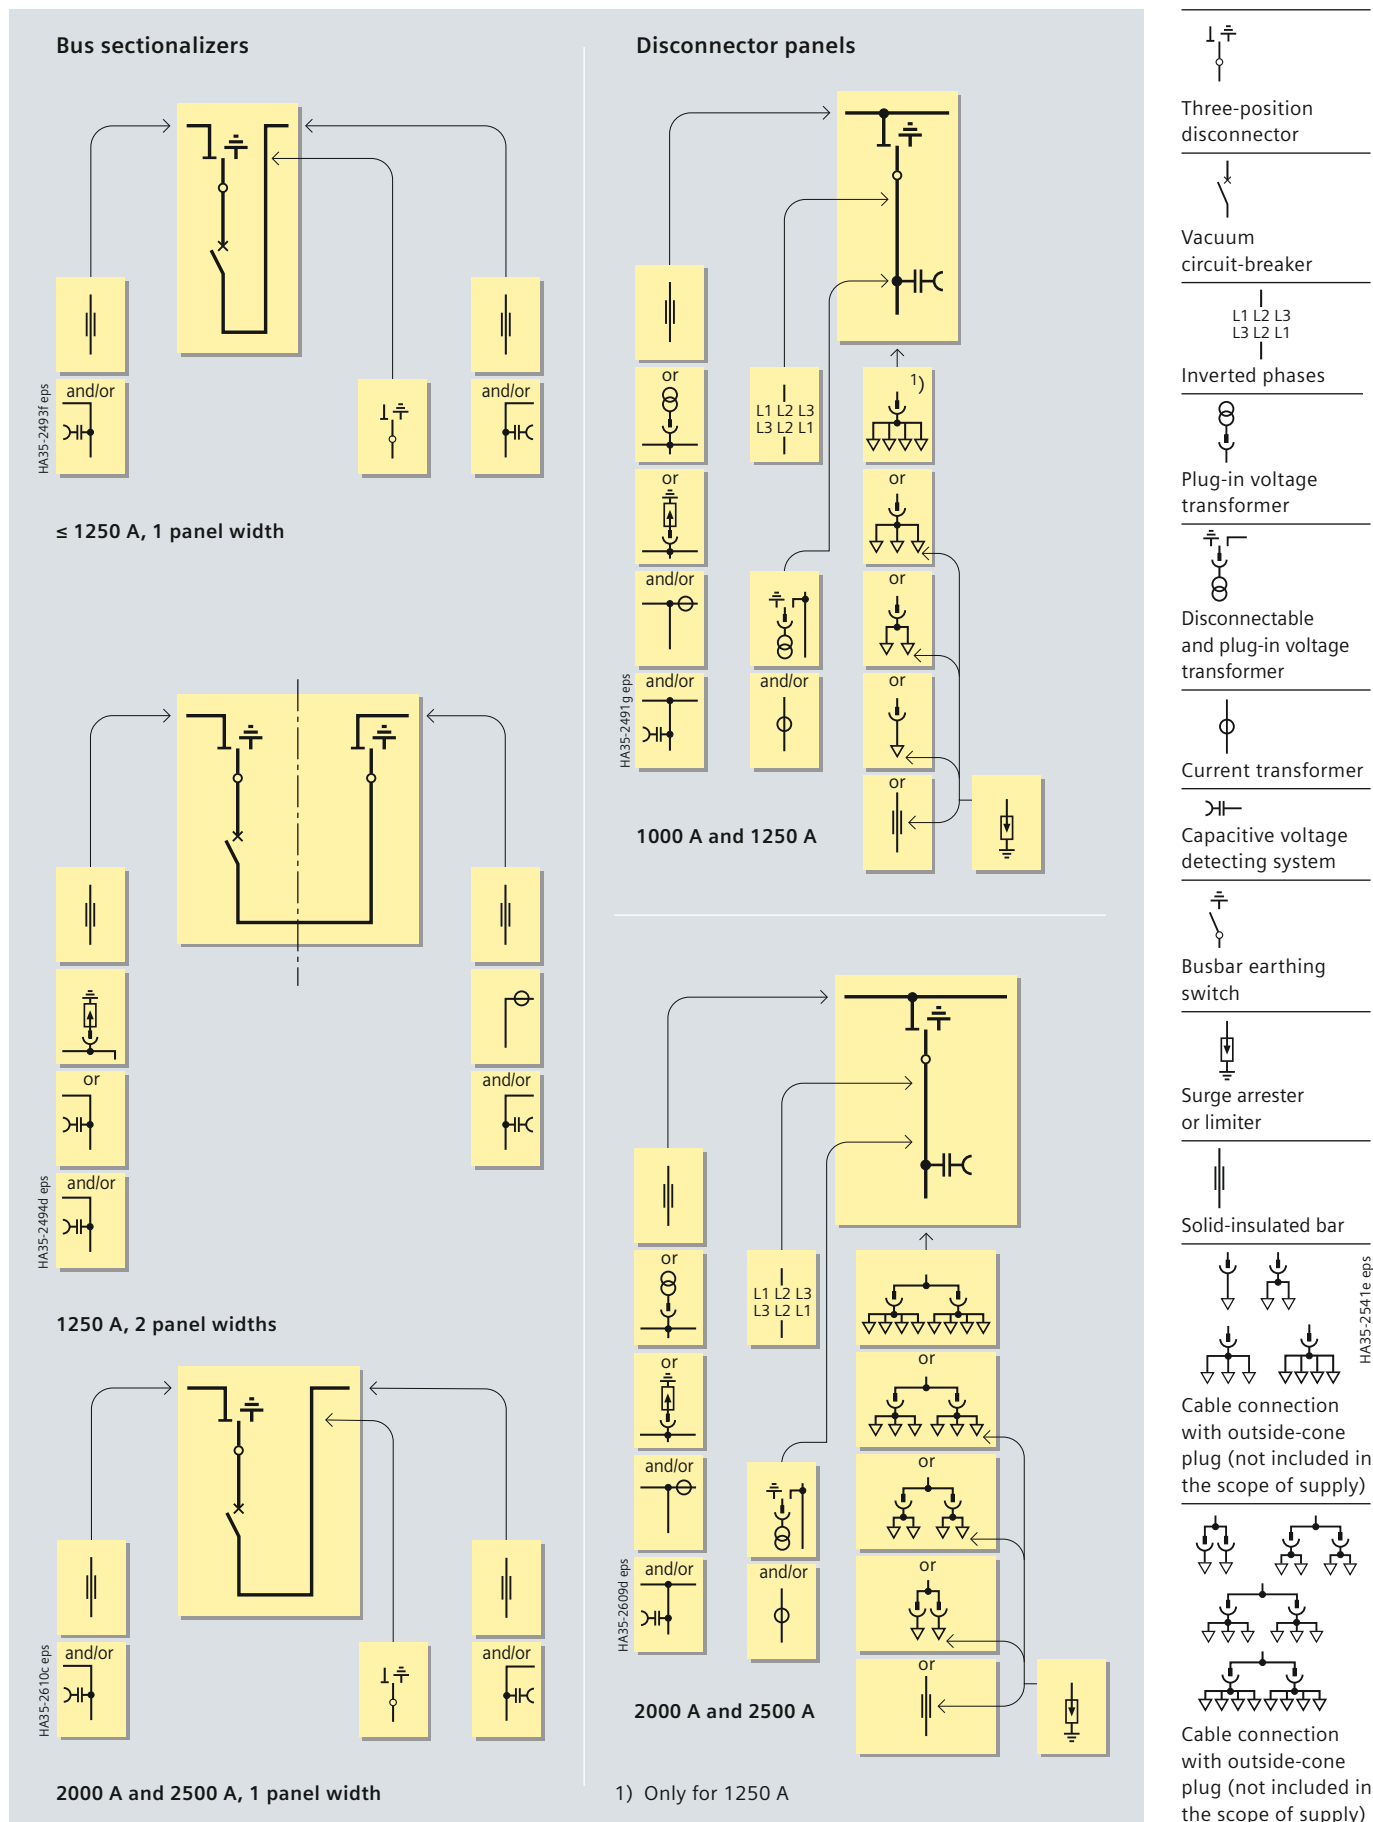 Bus sectionalizers
and/or
and/or
HA35-2493f eps
≤ 1250 A, 1 panel width
or
and/or
and/or
HA35-2494d eps
1250 A, 2 panel widths
and/or
and/or
HA35-2610c eps
2000 A and 2500 A, 1 panel width
Disconnector panels
or
or
and/or
and/or
HA35-2491g eps
L1 L2 L3
L3 L2 L1
and/or
1)
or
or
or
or
1000 A and 1250 A
or
or
and/or
and/or
HA35-2609d eps
L1 L2 L3
L3 L2 L1
and/or
or
or
or
or
2000 A and 2500 A
1) Only for 1250 A
Three-position
disconnector
Vacuum
circuit-breaker
L1 L2 L3
L3 L2 L1
Inverted phases
Plug-in voltage
transformer
Disconnectable
and plug-in voltage
transformer
Current transformer
Capacitive voltage
detecting system
Busbar earthing
switch
Surge arrester
or limiter
Solid-insulated bar
HA35-2541e eps
Cable connection
with outside-cone
plug (not included in
the scope of supply)
Cable connection
with outside-cone
plug (not included in
the scope of supply)